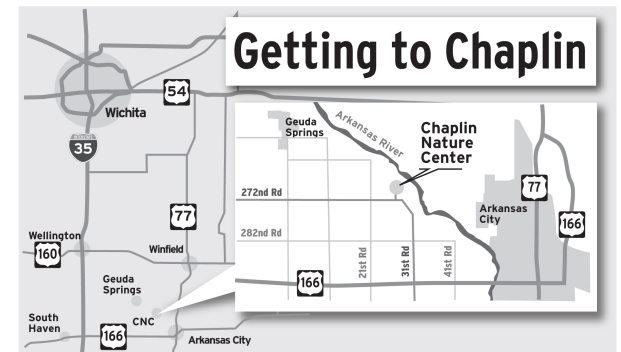 Getting to Chaplin
54
Wichita
35
77
Wellington
160
Winfield
Geuda
Springs
South
Haven
CNC
166
Arkansas City
Geuda
Springs
Arkansas River
Chaplin
Nature
Center
272nd Rd
282nd Rd
21st Rd
31st Rd
41st Rd
166
Arkansas
City
77
166